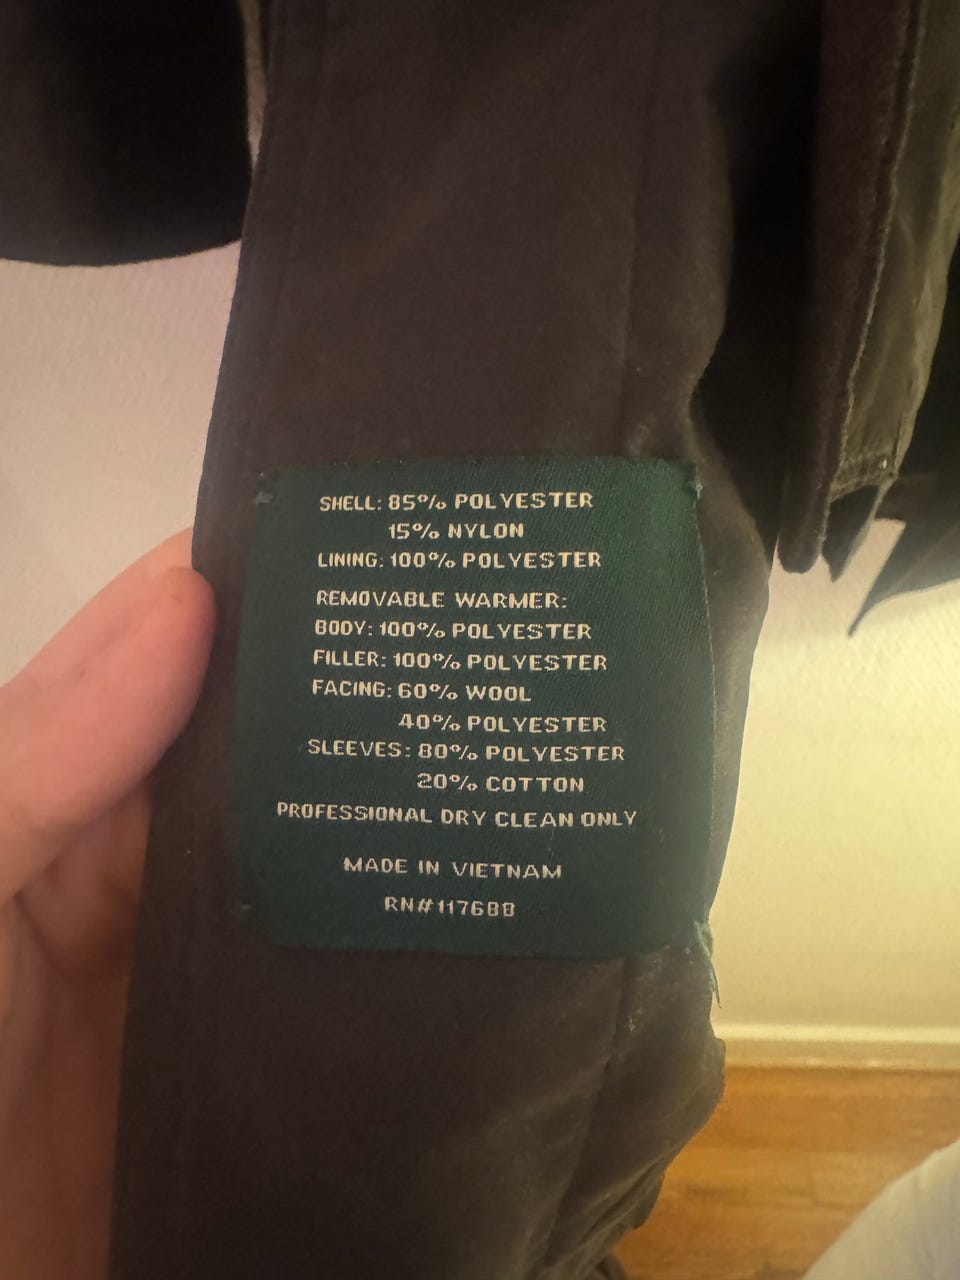 SHELL: 85% POLYESTER
15% NYLON
LINING: 100% POLYESTER
REMOVABLE WARMER:
BODY: 100% POLYESTER
FILLER: 100% POLYESTER
FACING: 60% WOOL
40% POLYESTER
SLEEVES: 80% POLYESTER
20% COTTON
PROFESSIONAL DRY CLEAN ONLY
MADE IN VIETNAM
RN#117688